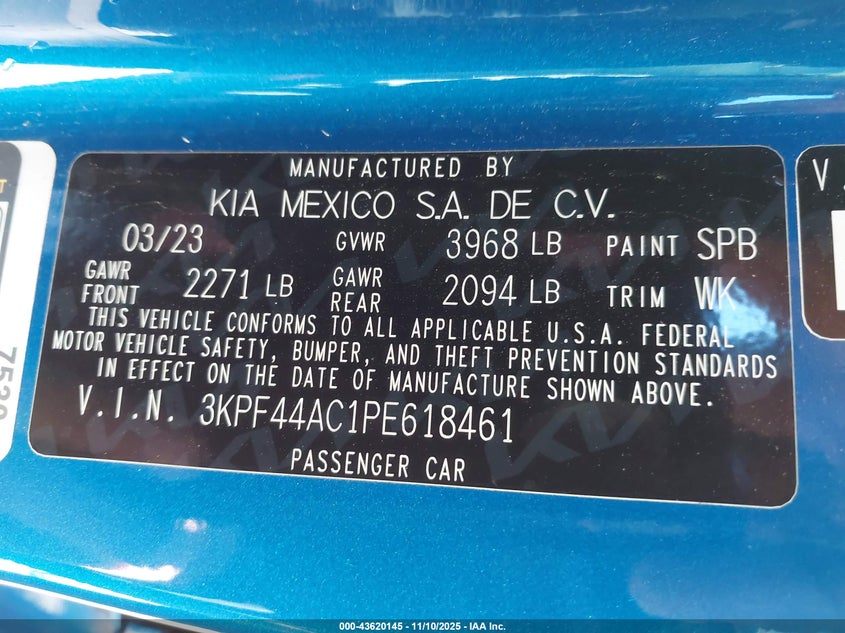 MANUFACTURED BY
KIA MEXICO S.A. DE C.V.
03/23 GVWR 3968 LB PAINT SPB
GAWR FRONT 2271 LB GAWR REAR 2094 LB TRIM WK
THIS VEHICLE CONFORMS TO ALL APPLICABLE U.S.A. FEDERAL
MOTOR VEHICLE SAFETY, BUMPER, AND THEFT PREVENTION STANDARDS
IN EFFECT ON THE DATE OF MANUFACTURE SHOWN ABOVE.
V.I.N. 3KPF44AC1PE618461
PASSENGER CAR
000-43620145 - 11/10/2025 - IAA Inc.